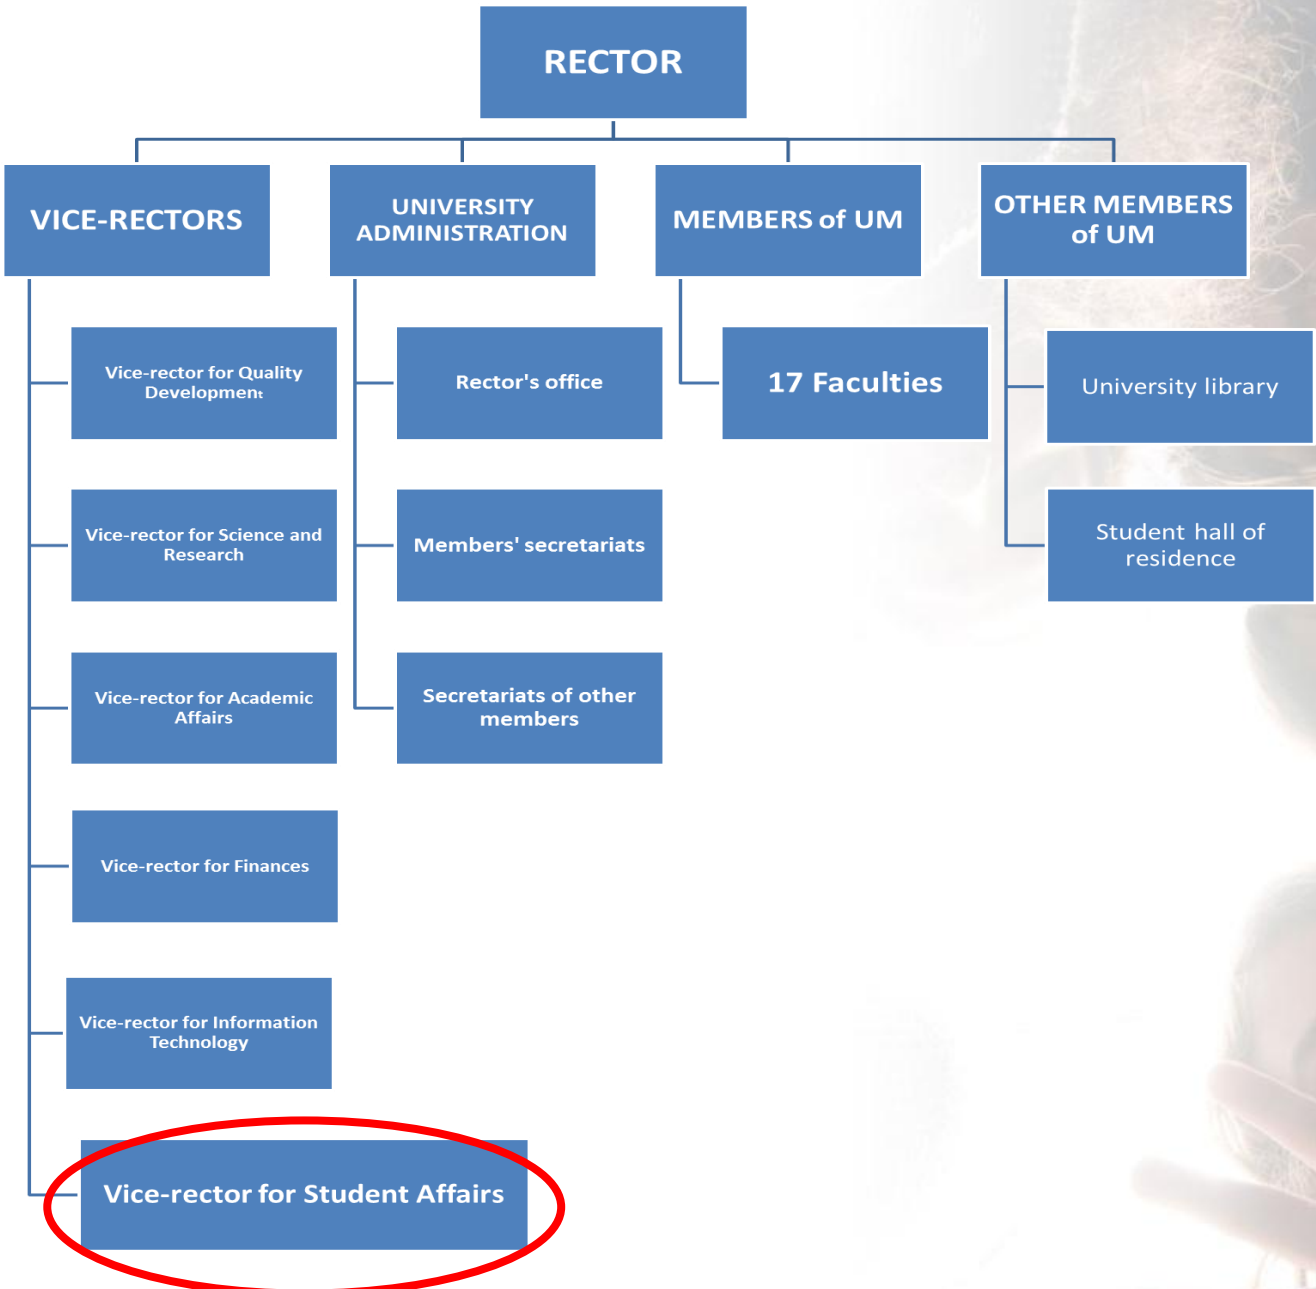 RECTOR
VICE-RECTORS
UNIVERSITY
ADMINISTRATION
MEMBERS of UM
OTHER MEMBERS
of UM
Vice-rector for Quality
Development
Rector's office
17 Faculties
University library
Vice-rector for Science and
Research
Members' secretariats
Student hall of
residence
Vice-rector for Academic
Affairs
Secretariats of other
members
Vice-rector for Finances
Vice-rector for Information
Technology
Vice-rector for Student Affairs